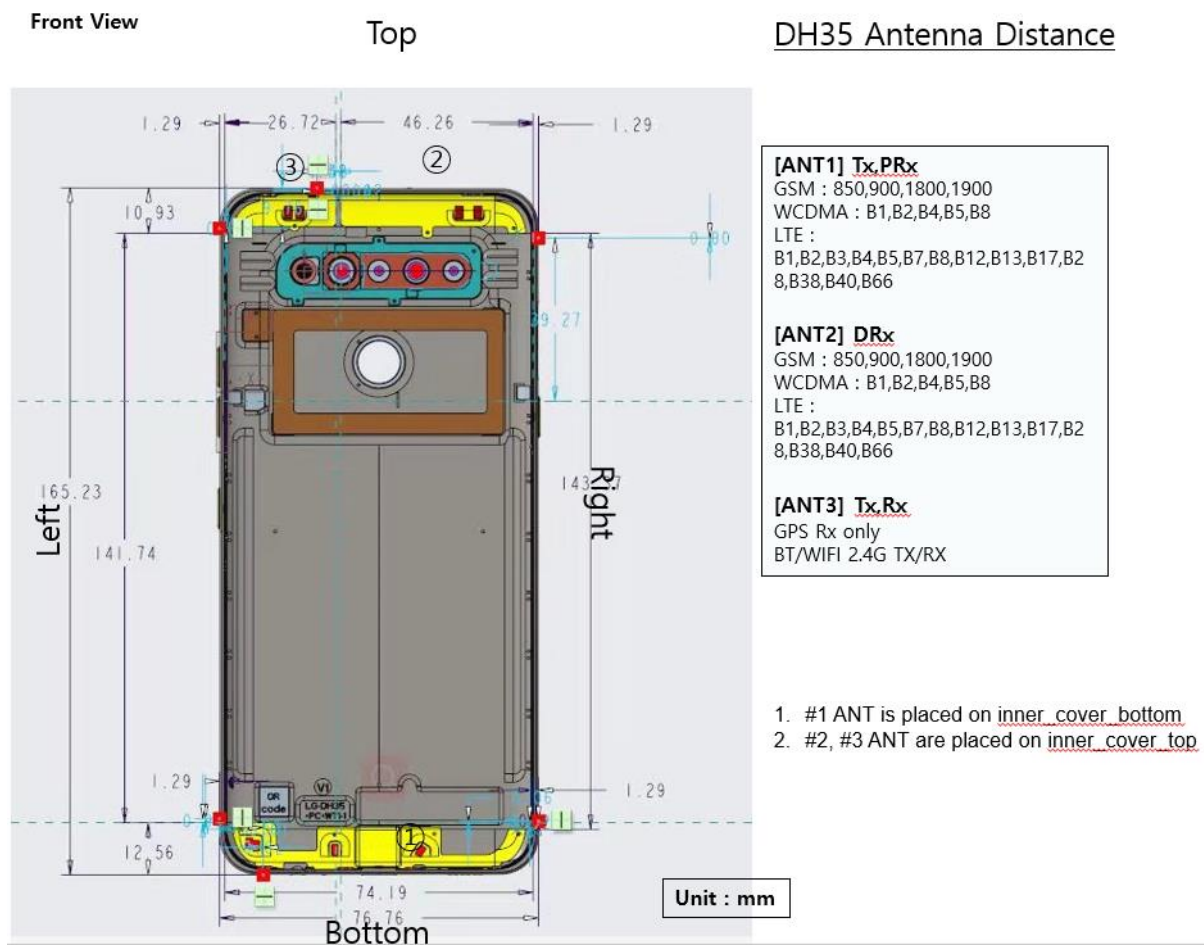 Front View
Top
DH35 Antenna Distance
1.29
26.72
46.26
1.29
③
②
10.93
[ANT1] Tx,PRx
GSM : 850,900,1800,1900
WCDMA : B1,B2,B4,B5,B8
LTE :
B1,B2,B3,B4,B5,B7,B8,B12,B13,B17,B2
8,B38,B40,B66
[ANT2] DRx
GSM : 850,900,1800,1900
WCDMA : B1,B2,B4,B5,B8
LTE :
B1,B2,B3,B4,B5,B7,B8,B12,B13,B17,B2
8,B38,B40,B66
[ANT3] Tx,Rx
GPS Rx only
BT/WIFI 2.4G TX/RX
165.23
Left
Right
141.74
1. #1 ANT is placed on inner_cover_bottom
2. #2, #3 ANT are placed on inner_cover_top
1.29
1.29
QR
code
V1
LG-DH35
①
12.56
74.19
76.76
Bottom
Unit : mm